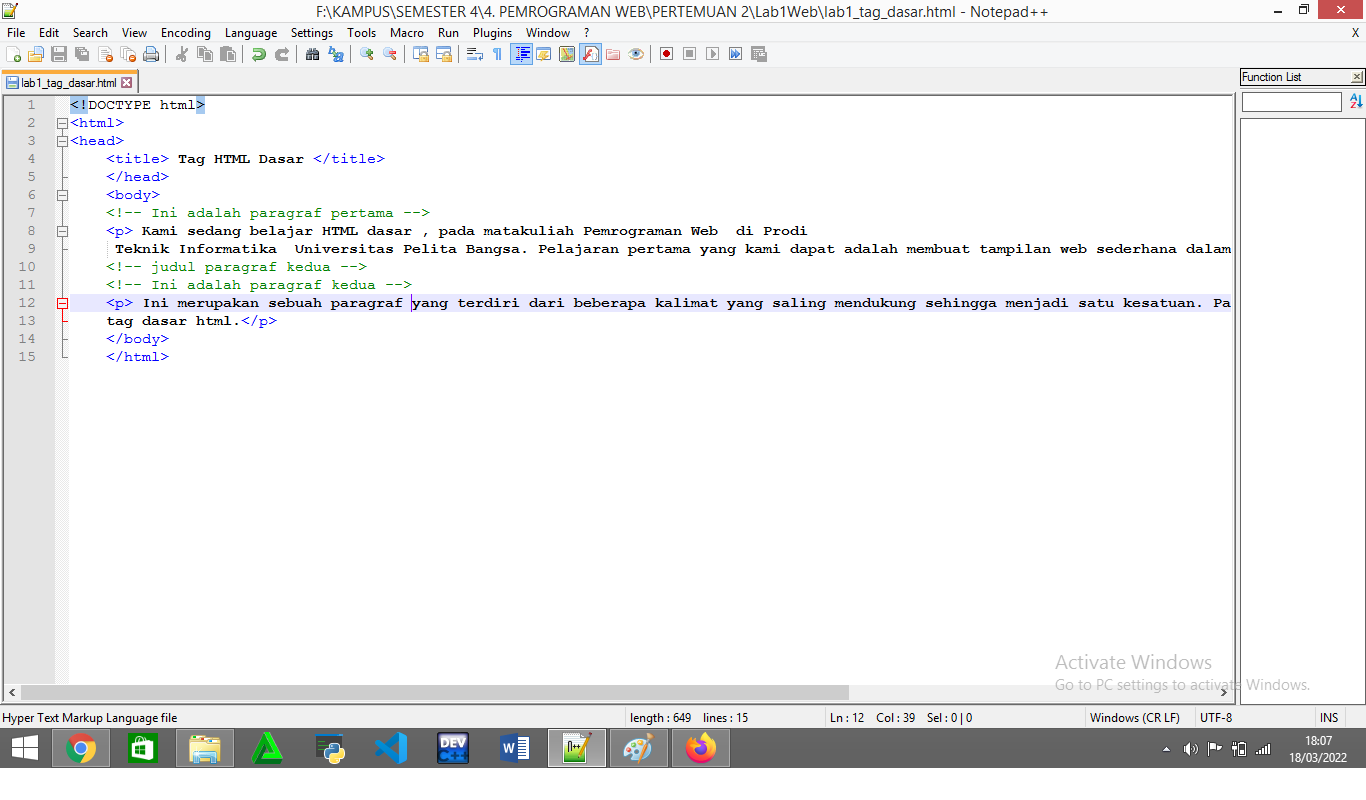 F:\KAMPUS\SEMESTER 4\4. PEMROGRAMAN WEB\PERTEMUAN 2\Lab1Web\lab1_tag_dasar.html - Notepad++
File Edit Search View Encoding Language Settings Tools Macro Run Plugins Window ? X
lab1_tag_dasar.html
Function List
1 <!DOCTYPE html>
2 <html>
3 <head>
4 <title> Tag HTML Dasar </title>
5 </head>
6 <body>
7 <!-- Ini adalah paragraf pertama -->
8 <p> Kami sedang belajar HTML dasar , pada matakuliah Pemrograman Web  di Prodi
9 Teknik Informatika  Universitas Pelita Bangsa. Pelajaran pertama yang kami dapat adalah membuat tampilan web sederhana dalam
10 <!-- judul paragraf kedua -->
11 <!-- Ini adalah paragraf kedua -->
12 <p> Ini merupakan sebuah paragraf yang terdiri dari beberapa kalimat yang saling mendukung sehingga menjadi satu kesatuan. Pa
13 tag dasar html.</p>
14 </body>
15 </html>
Activate Windows
Go to PC settings to activate Windows.
Hyper Text Markup Language file length : 649 lines : 15 Ln : 12 Col : 39 Sel : 0 | 0 Windows (CR LF) UTF-8 INS
DEV C++
18:07
18/03/2022